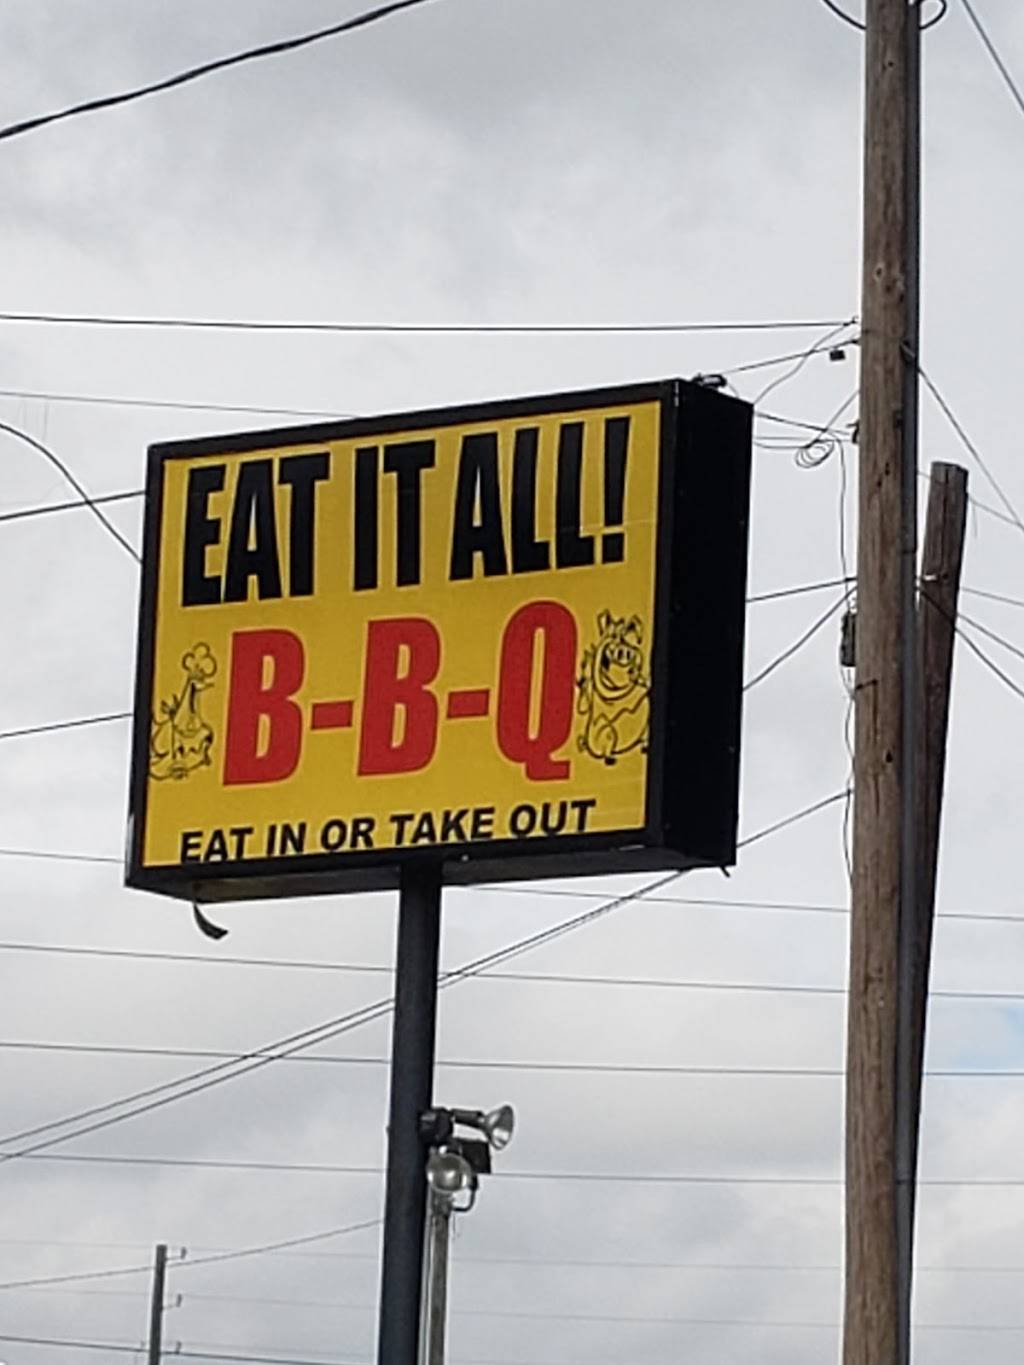 EAT IT ALL!
B-B-Q
EAT IN OR TAKE OUT